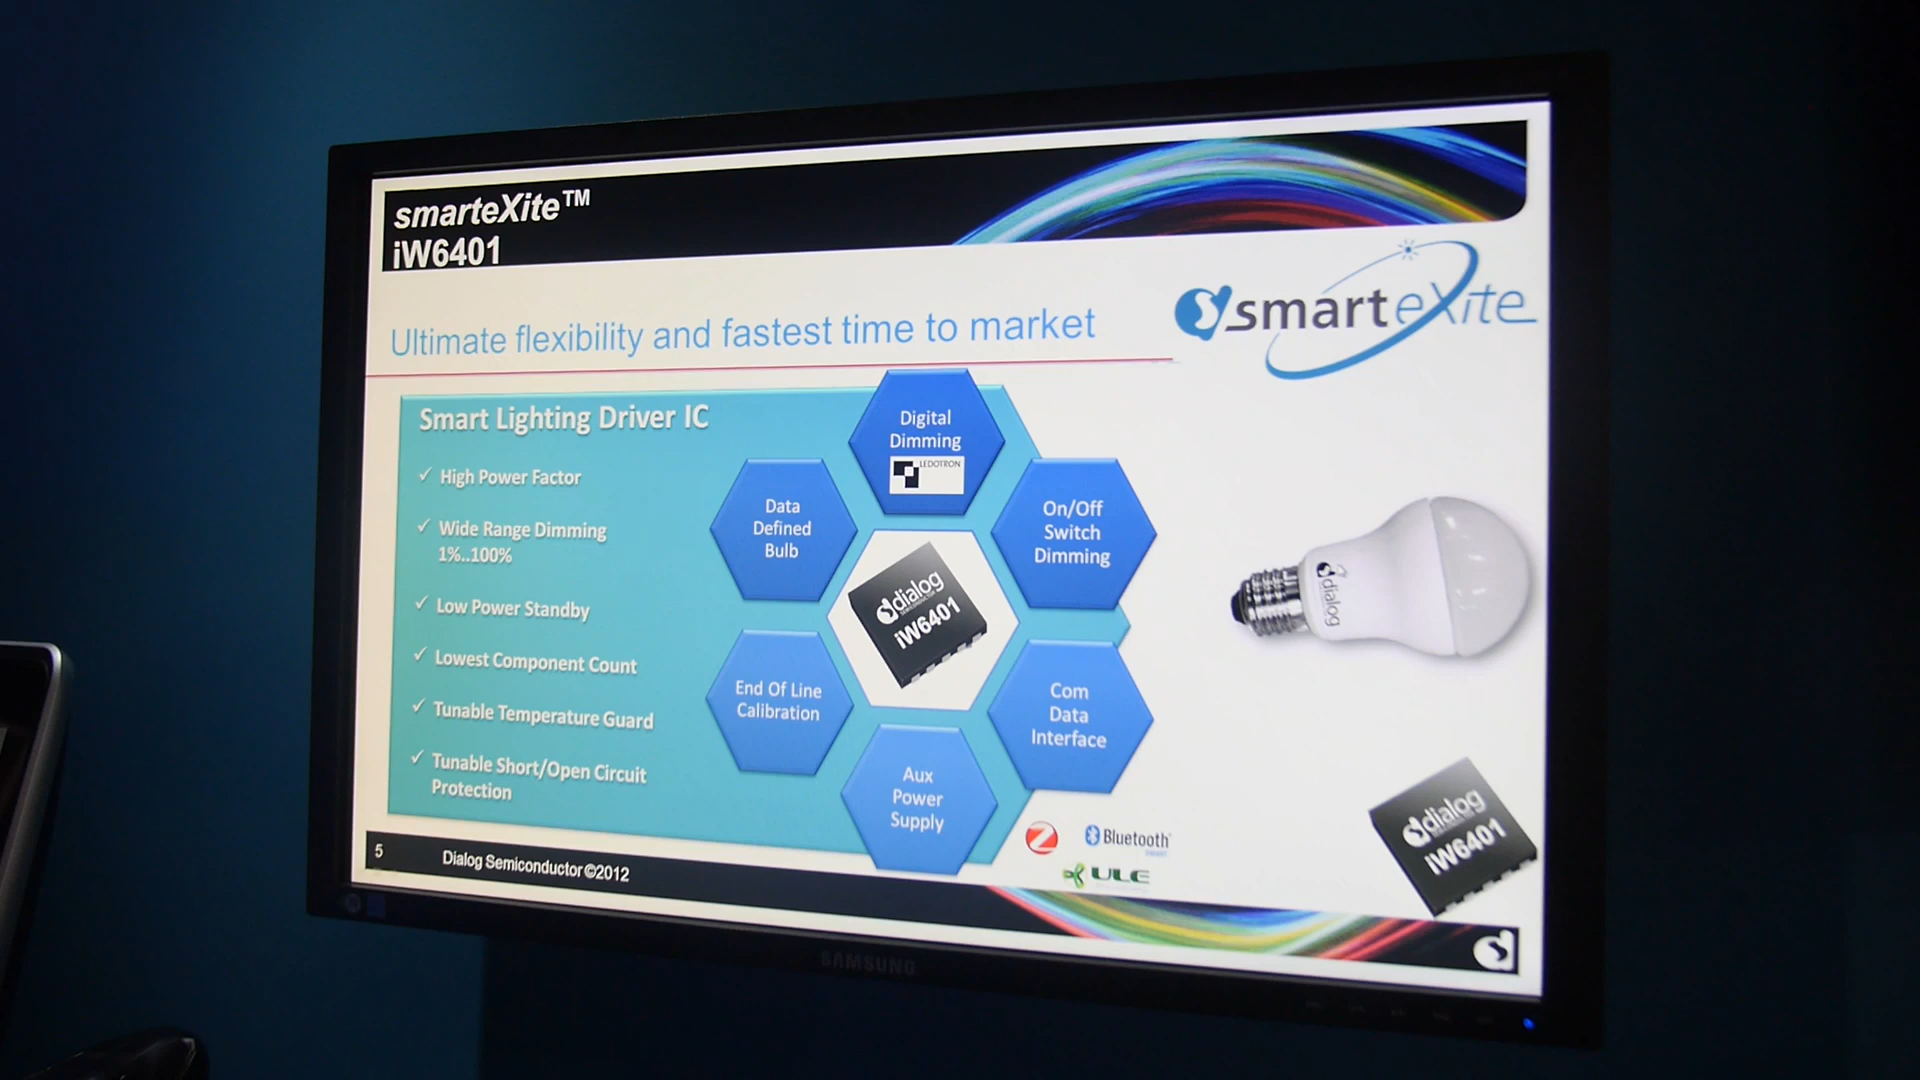 smarteXite™
iW6401
smarteXite
Ultimate flexibility and fastest time to market
Smart Lighting Driver IC
✓ High Power Factor
✓ Wide Range Dimming
1%..100%
✓ Low Power Standby
✓ Lowest Component Count
✓ Tunable Temperature Guard
✓ Tunable Short/Open Circuit
Protection
Digital
Dimming
LEDOTRON
Data
Defined
Bulb
On/Off
Switch
Dimming
dialog
SEMICONDUCTOR
iW6401
End Of Line
Calibration
Com
Data
Interface
Aux
Power
Supply
dialog
Bluetooth
SMART
ULE
dialog
iW6401
5
Dialog Semiconductor ©2012
SAMSUNG